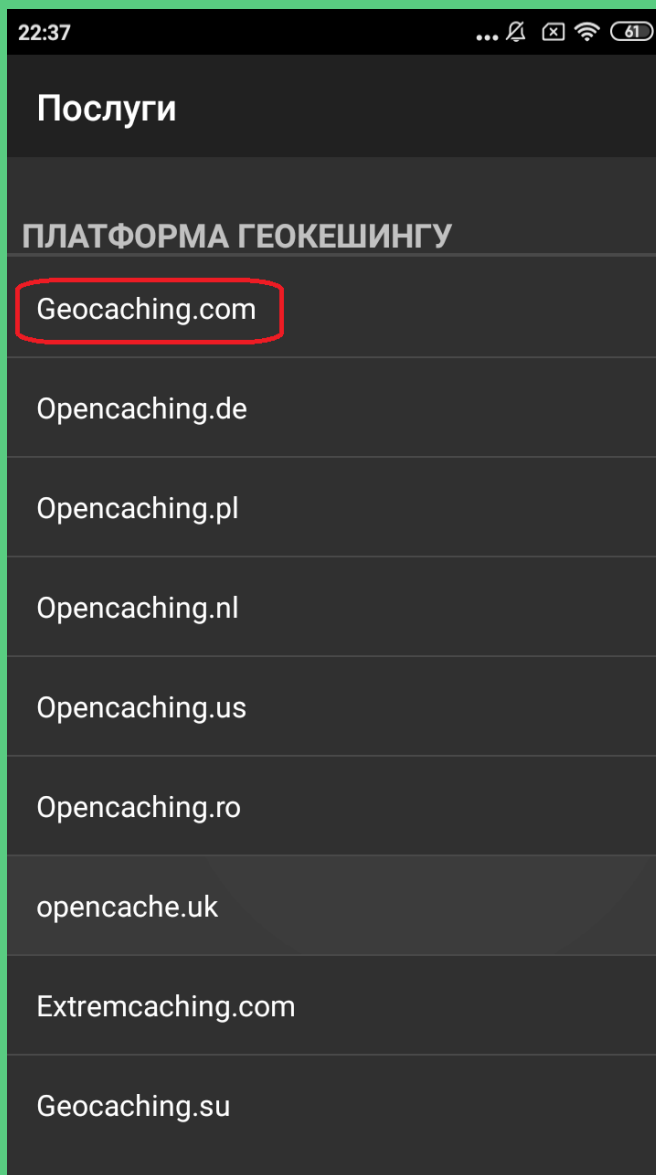 22:37
61
Послуги
ПЛАТФОРМА ГЕОКЕШИНГУ
Geocaching.com
Opencaching.de
Opencaching.pl
Opencaching.nl
Opencaching.us
Opencaching.ro
opencache.uk
Extremcaching.com
Geocaching.su